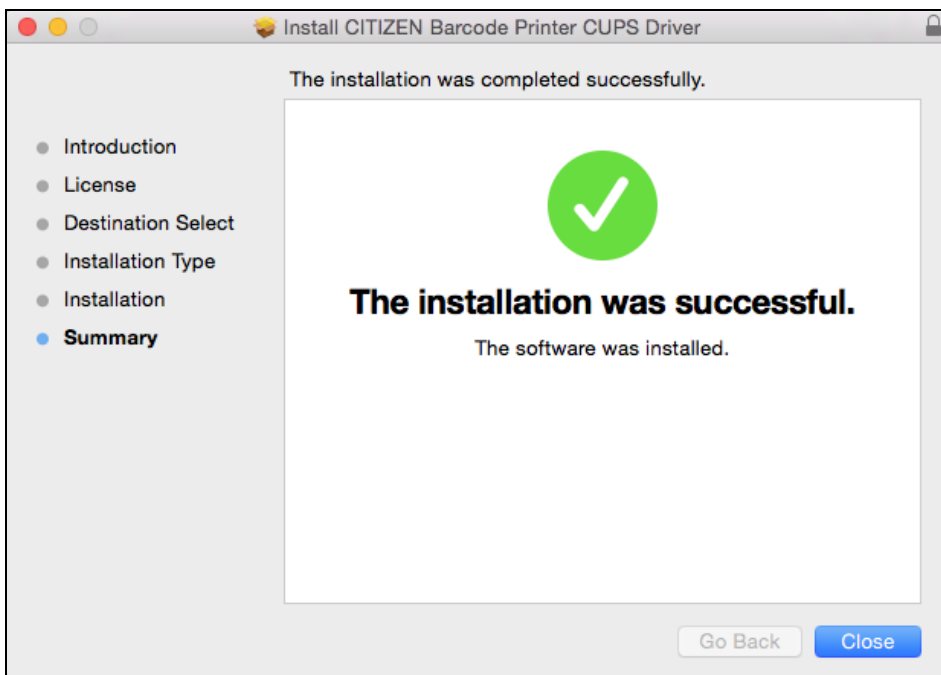 Install CITIZEN Barcode Printer CUPS Driver
The installation was completed successfully.
Introduction
License
Destination Select
Installation Type
Installation
Summary
The installation was successful.
The software was installed.
Go Back
Close